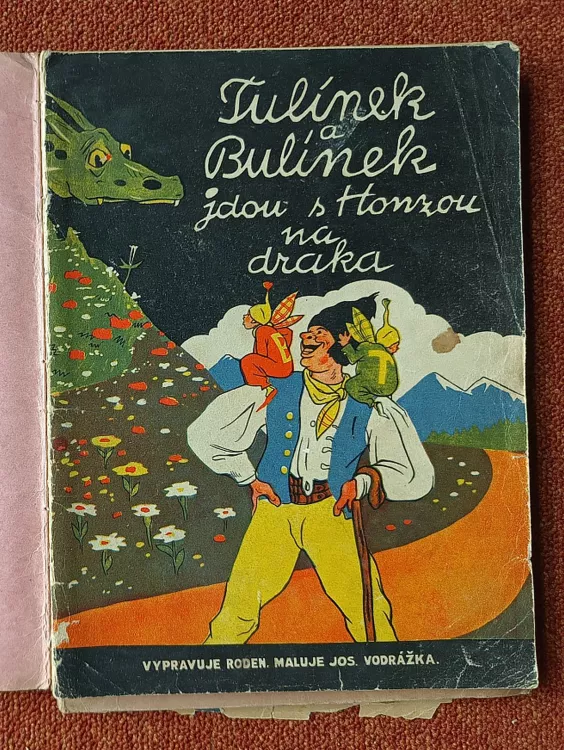 Tulínek
a
Bulínek
jdou s Honzou
na
draka
E
T
VYPRAVUJE RODEN. MALUJE JOS. VODRÁŽKA.